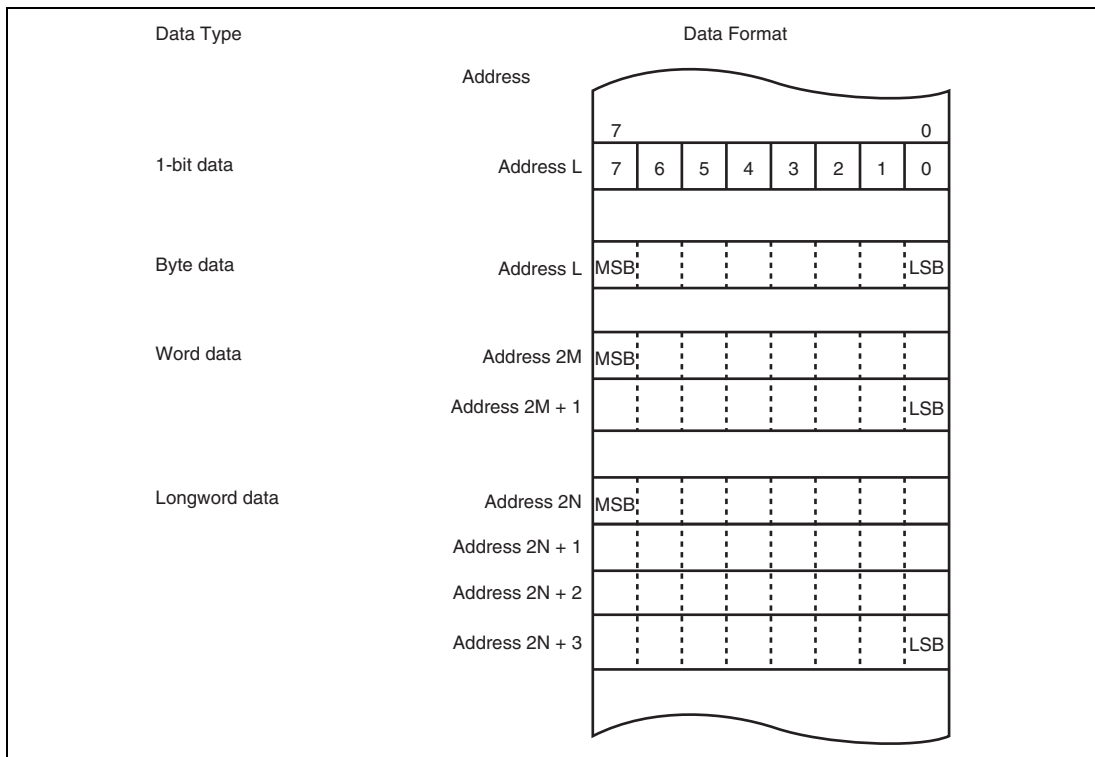 Data Type Data Format
Address
7 0
1-bit data Address L 7 6 5 4 3 2 1 0
Byte data Address L MSB LSB
Word data Address 2M MSB
Address 2M + 1 LSB
Longword data Address 2N MSB
Address 2N + 1
Address 2N + 2
Address 2N + 3 LSB